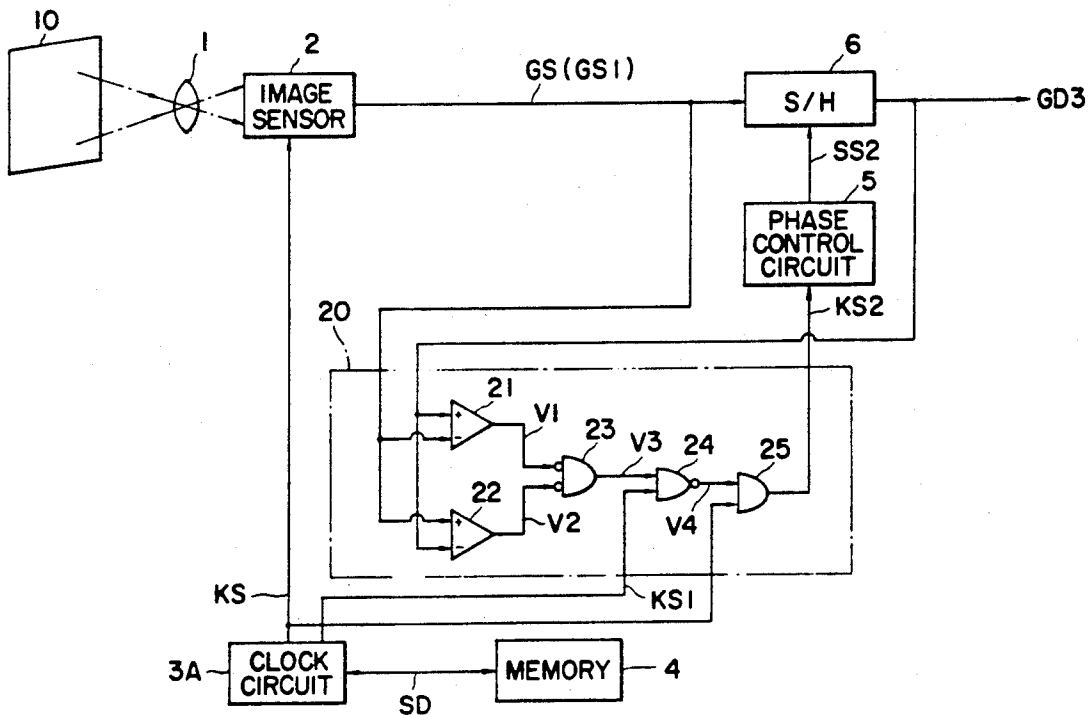 10
1
2
IMAGE
SENSOR
GS(GS1)
6
S/H
GD3
SS2
5
PHASE
CONTROL
CIRCUIT
KS2
20
21
+
-
V1
23
V3
24
25
22
+
-
V2
V4
KS
KS1
3A
CLOCK
CIRCUIT
SD
MEMORY
4